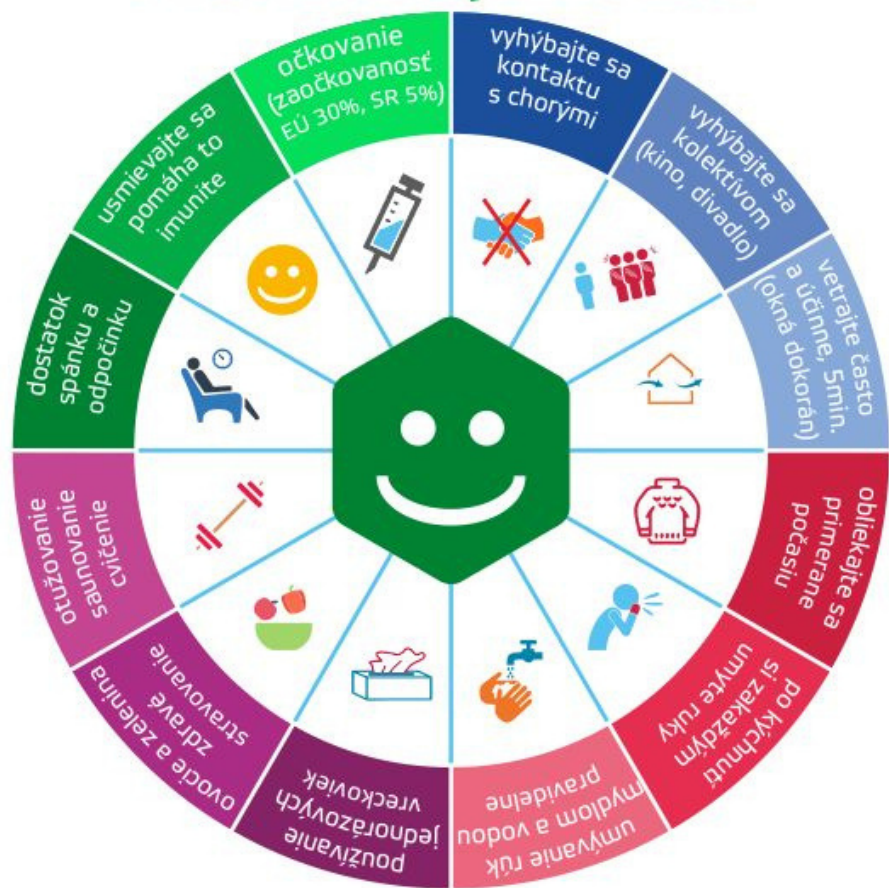 očkovanie
(zaočkovanosť
EÚ 30%, SR 5%)
vyhýbajte sa
kontaktu
s chorými
vyhýbajte sa
kolektívom
(kino, divadlo)
vetrajte často
a účinne, 5min.
(okná dokorán)
obliekajte sa
primerane
počasiu
po kýchnutí
si zakaždým
umyte ruky
umývanie rúk
mydlom a vodou
pravidelne
používanie
jednorázových
vreckoviek
ovocie a zelenina
zdravé
stravovanie
otužovanie
saunovanie
cvičenie
dostatok
spánku a
odpočinku
usmievajte sa
pomáha to
imunite